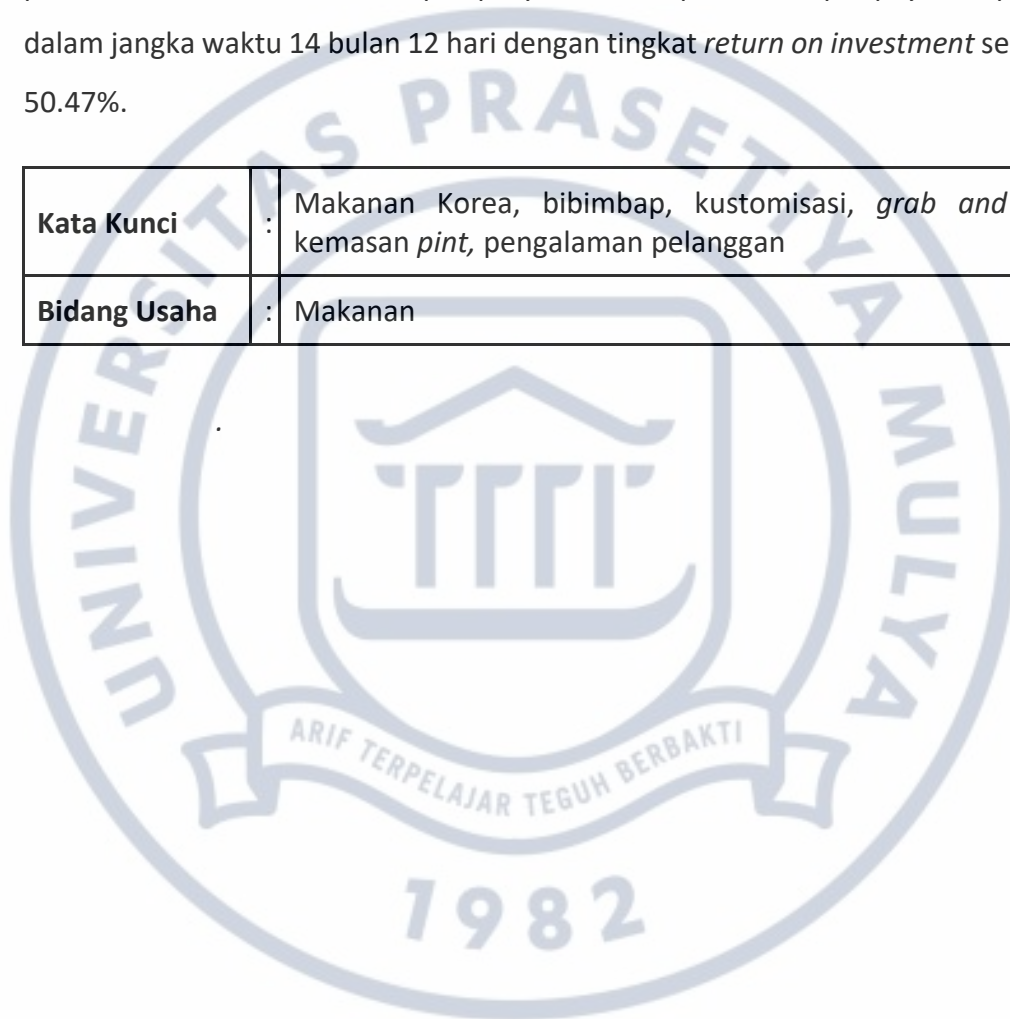 dalam jangka waktu 14 bulan 12 hari dengan tingkat return on investment se
50.47%.
Kata Kunci : Makanan Korea, bibimbap, kustomisasi, grab and
kemasan pint, pengalaman pelanggan
Bidang Usaha : Makanan
.
UNIVERSITAS PRASETIYA MULYA
ARIF TERPELAJAR TEGUH BERBAKTI
1982